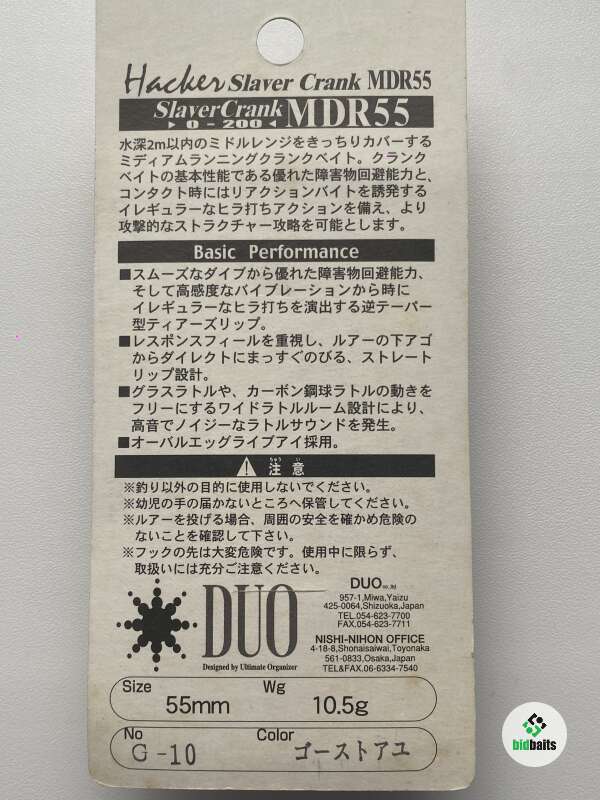 Hacker Slaver Crank MDR55
SlaverCrank MDR55
▶ 0 - 200 ◀
水深2m以内のミドルレンジをきっちりカバーする
ミディアムランニングクランクベイト。クランク
ベイトの基本性能である優れた障害物回避能力と、
コンタクト時にはリアクションバイトを誘発する
イレギュラーなヒラ打ちアクションを備え、より
攻撃的なストラクチャー攻略を可能とします。
Basic Performance
■スムーズなダイブから優れた障害物回避能力、
そして高感度なバイブレーションから時に
イレギュラーなヒラ打ちを演出する逆テーパー
型ティアーズリップ。
■レスポンスフィールを重視し、ルアーの下アゴ
からダイレクトにまっすぐのびる、ストレート
リップ設計。
■グラスラトルや、カーボン鋼球ラトルの動きを
フリーにするワイドラトルルーム設計により、
高音でノイジーなラトルサウンドを発生。
■オーバルエッグライブアイ採用。
注意
※釣り以外の目的に使用しないでください。
※幼児の手の届かないところへ保管してください。
※ルアーを投げる場合、周囲の安全を確かめ危険の
ないことを確認して下さい。
※フックの先は大変危険です。使用中に限らず、
取扱いには充分ご注意ください。
DUO
Designed by Ultimate Organizer
DUO co.,ltd
957-1,Miwa,Yaizu
425-0064,Shizuoka,Japan
TEL.054-623-7700
FAX.054-623-7711
NISHI-NIHON OFFICE
4-18-8,Shonaisaiwai,Toyonaka
561-0833,Osaka,Japan
TEL&FAX.06-6334-7540
Size 55mm Wg 10.5g
No G-10 Color ゴーストアユ
bidbaits